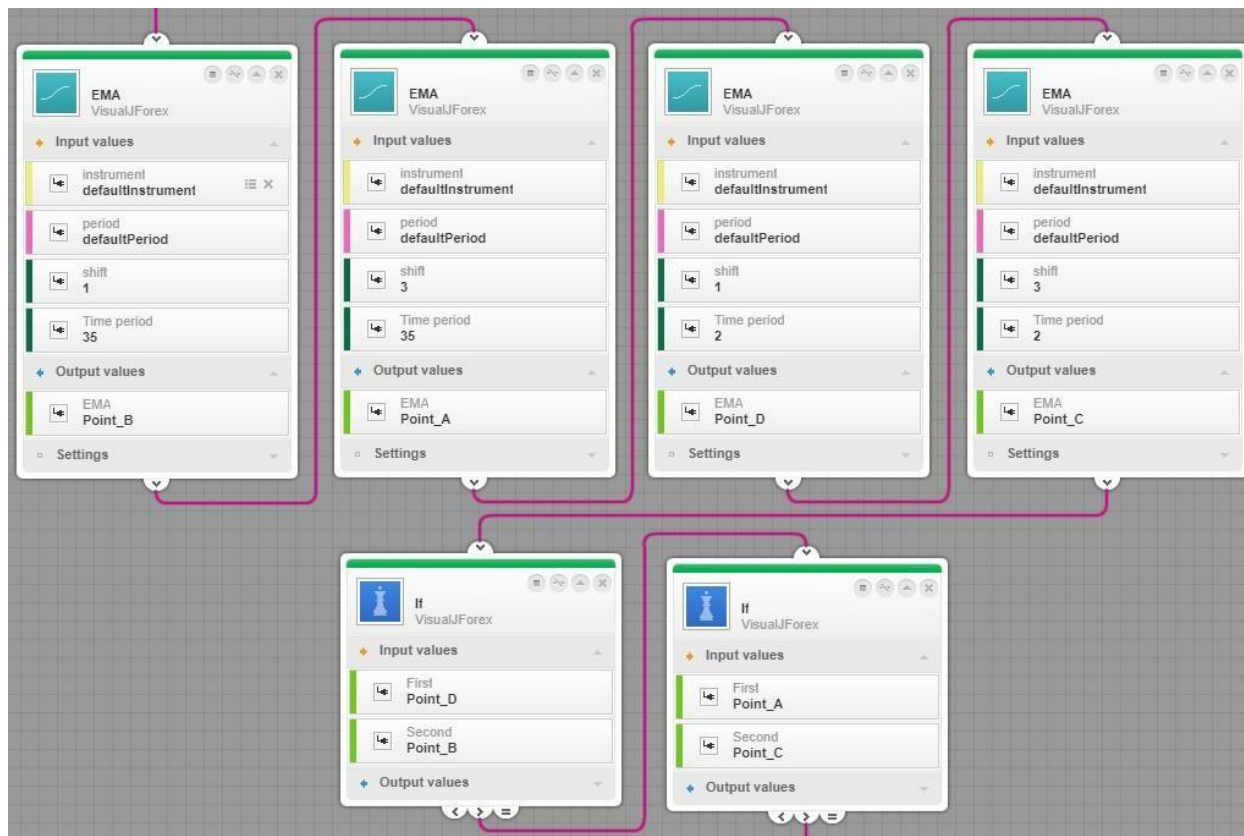 EMA
VisualJForex
Input values
instrument
defaultInstrument
period
defaultPeriod
shift
1
Time period
35
Output values
EMA
Point_B
Settings
EMA
VisualJForex
Input values
instrument
defaultInstrument
period
defaultPeriod
shift
3
Time period
35
Output values
EMA
Point_A
Settings
EMA
VisualJForex
Input values
instrument
defaultInstrument
period
defaultPeriod
shift
1
Time period
2
Output values
EMA
Point_D
Settings
EMA
VisualJForex
Input values
instrument
defaultInstrument
period
defaultPeriod
shift
3
Time period
2
Output values
EMA
Point_C
Settings
If
VisualJForex
Input values
First
Point_D
Second
Point_B
Output values
< > =
If
VisualJForex
Input values
First
Point_A
Second
Point_C
Output values
< > =